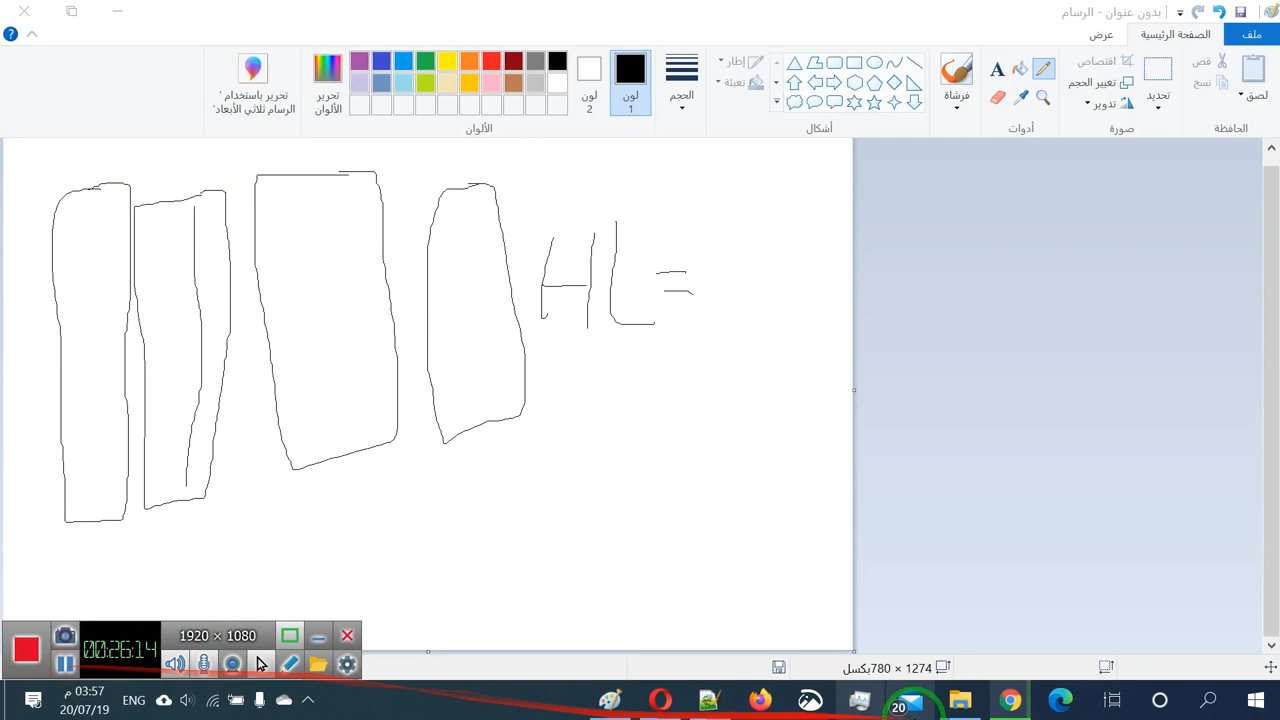 بدون عنوان - الرسام
ملف
الصفحة الرئيسية
عرض
لصق
قص
نسخ
الحافظة
تحديد
اقتصاص
تغيير الحجم
تدوير
صورة
أدوات
فرشاة
إطار
تعبئة
أشكال
الحجم
لون
1
لون
2
تحرير
الألوان
الألوان
تحرير باستخدام '
الرسام ثلاثي الأبعاد'
HL=
00:26:14
1920 × 1080
1274 × 780بكسل
03:57 م
20/07/19
ENG
20